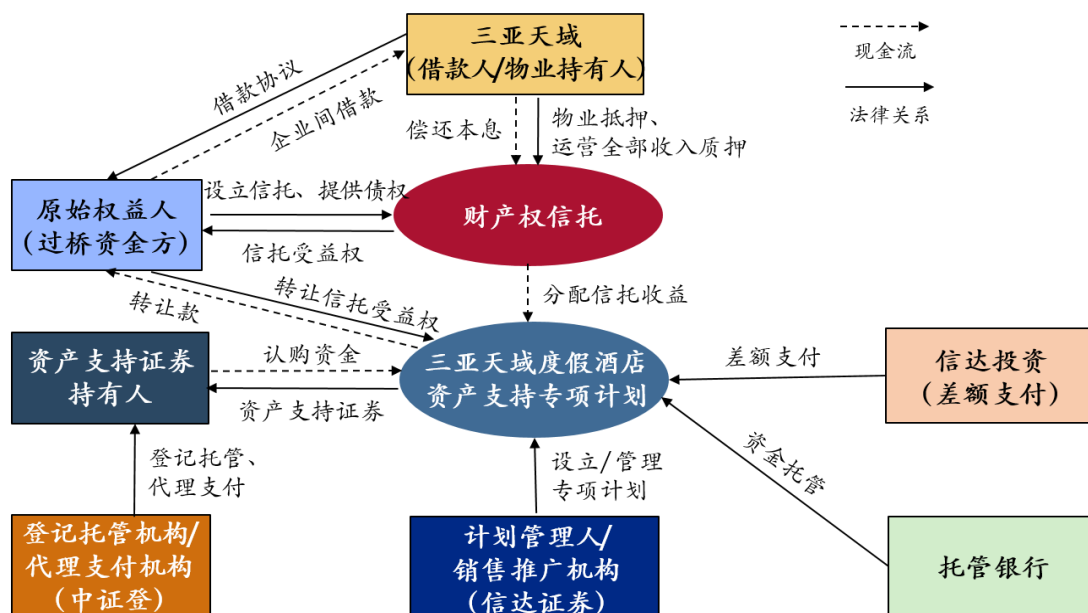 三亚天域
(借款人/物业持有人)
现金流
法律关系
借款协议
企业间借款
偿还本息
物业抵押、
运营全部收入质押
原始权益人
(过桥资金方)
设立信托、提供债权
信托受益权
财产权信托
转让款
转让信托受益权
分配信托收益
资产支持证券
持有人
认购资金
资产支持证券
三亚天域度假酒店
资产支持专项计划
差额支付
信达投资
(差额支付)
登记托管、
代理支付
设立/管理
专项计划
资金托管
登记托管机构/
代理支付机构
(中证登)
计划管理人/
销售推广机构
(信达证券)
托管银行